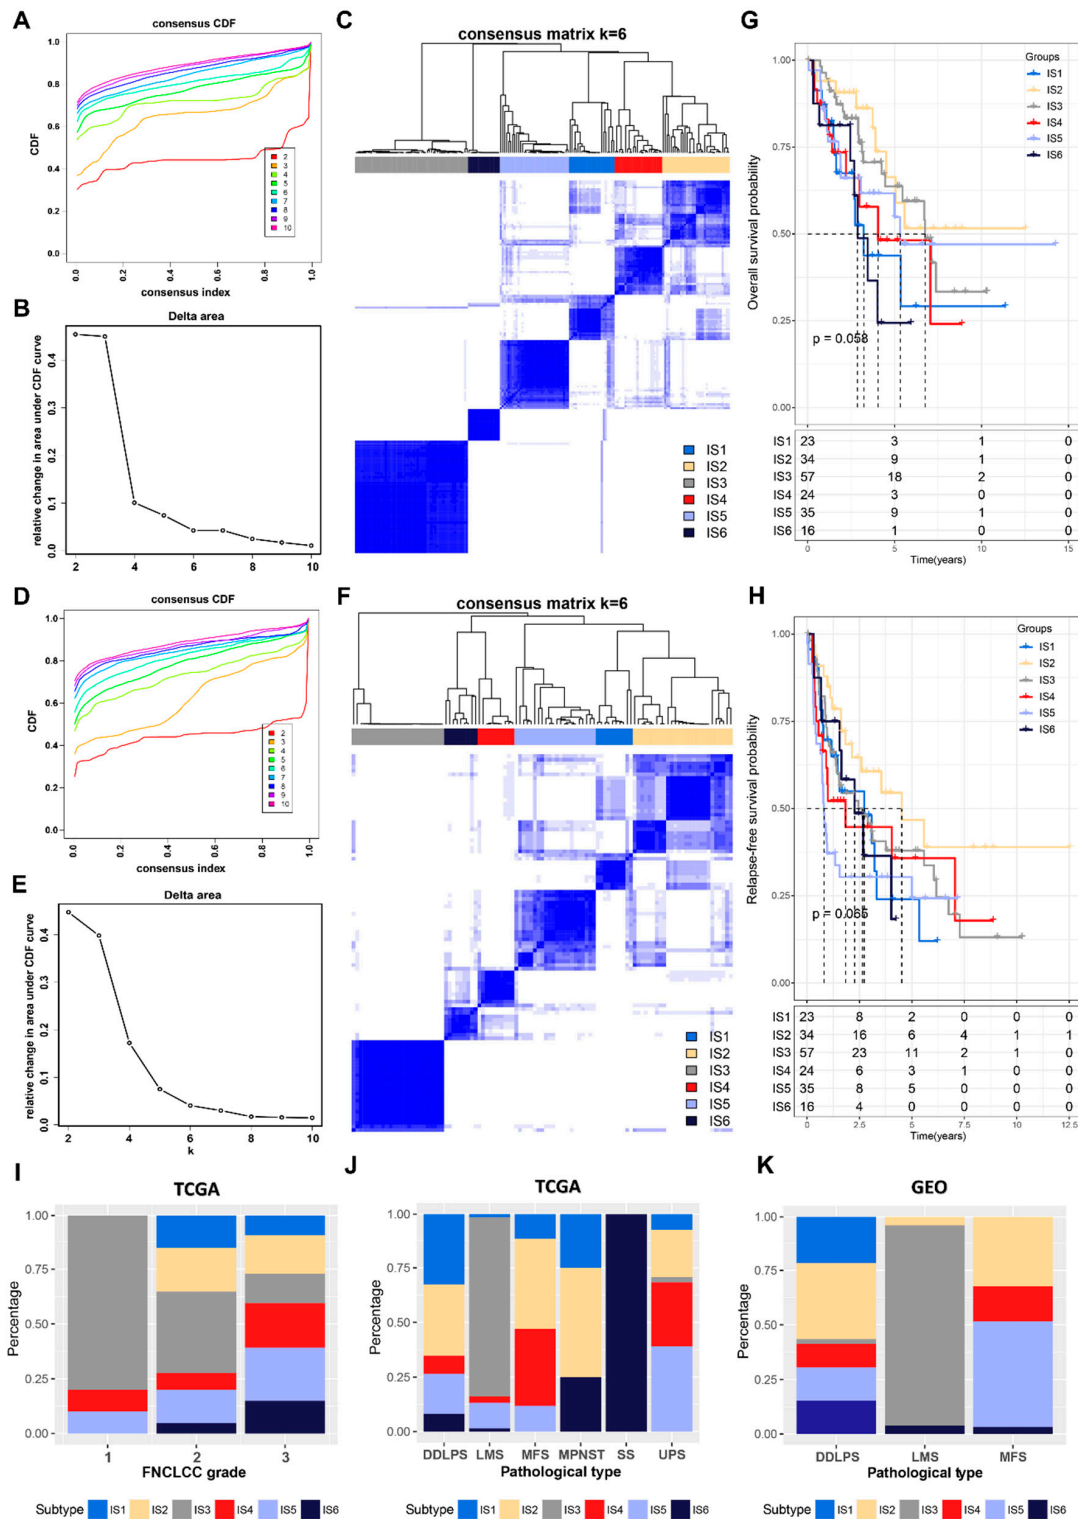 A
consensus CDF
CDF
1.0
0.8
0.6
0.4
0.2
0.0
2
3
4
5
6
7
8
9
10
0.0 0.2 0.4 0.6 0.8 1.0
consensus index
B
Delta area
relative change in area under CDF curve
0.4
0.3
0.1
0.0
2 4 6 8 10
C
consensus matrix k=6
IS1
IS2
IS3
IS4
IS5
IS6
G
Overall survival probability
1.00
0.75
0.50
0.25
0.00
p = 0.058
Groups
IS1
IS2
IS3
IS4
IS5
IS6
IS1 23 3 1 0
IS2 34 9 1 0
IS3 57 18 2 0
IS4 24 3 0 0
IS5 35 9 1 0
IS6 16 1 0 0
0 5 10 15
Time(years)
D
consensus CDF
CDF
1.0
0.8
0.6
0.4
0.2
0.0
2
3
4
5
6
7
8
9
10
0.0 0.2 0.4 0.6 0.8 1.0
consensus index
E
Delta area
relative change in area under CDF curve
0.4
0.3
0.2
0.1
0.0
2 4 6 8 10
k
F
consensus matrix k=6
IS1
IS2
IS3
IS4
IS5
IS6
H
Relapse-free survival probability
1.00
0.75
0.50
0.25
0.00
p = 0.065
Groups
IS1
IS2
IS3
IS4
IS5
IS6
IS1 23 8 2 0 0 0
IS2 34 16 6 4 1 1
IS3 57 23 11 2 1 0
IS4 24 6 3 1 0 0
IS5 35 8 5 0 0 0
IS6 16 4 0 0 0 0
0 2.5 5 7.5 10 12.5
Time(years)
I
TCGA
Percentage
1.00
0.75
0.50
0.25
0.00
1 2 3
FNCLCC grade
Subtype IS1 IS2 IS3 IS4 IS5 IS6
J
TCGA
Percentage
1.00
0.75
0.50
0.25
0.00
DDLPS LMS MFS MPNST SS UPS
Pathological type
Subtype IS1 IS2 IS3 IS4 IS5 IS6
K
GEO
Percentage
1.00
0.75
0.50
0.25
0.00
DDLPS LMS MFS
Pathological type
Subtype IS1 IS2 IS3 IS4 IS5 IS6